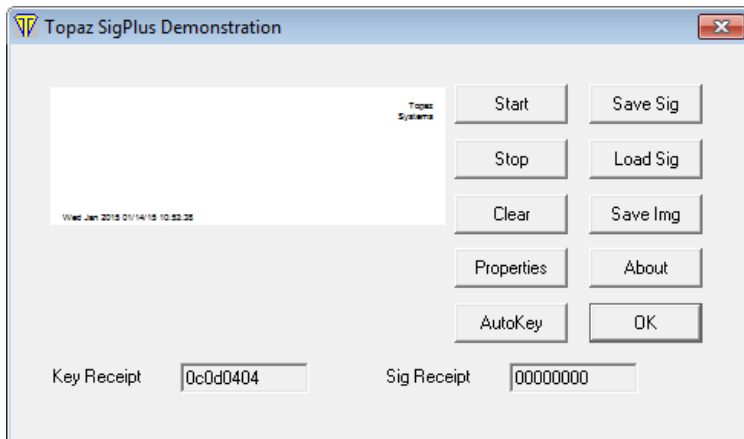 Topaz SigPlus Demonstration
Topaz
Systems
Wed Jan 2015 01/14/15 10:53:28
Start
Save Sig
Stop
Load Sig
Clear
Save Img
Properties
About
AutoKey
OK
Key Receipt
0c0d0404
Sig Receipt
00000000